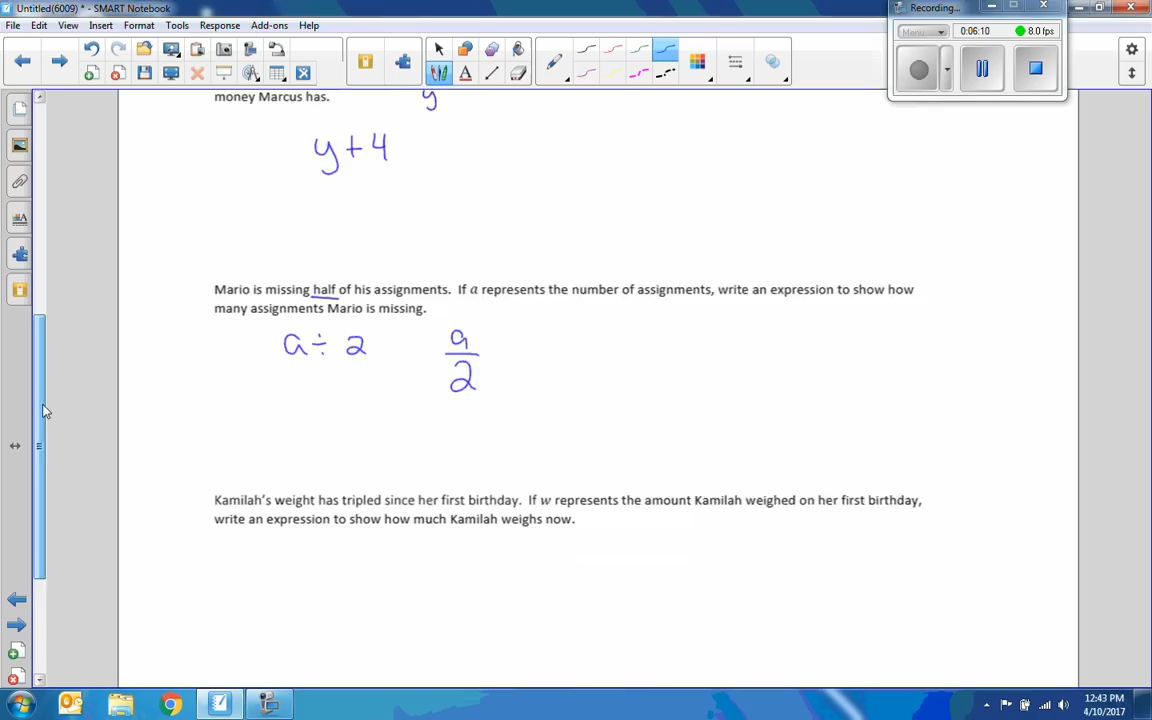 Untitled(6009) * - SMART Notebook
Recording...
File Edit View Insert Format Tools Response Add-ons Help
Menu 0:06:10 8.0 fps
money Marcus has.
y
y + 4
Mario is missing half of his assignments. If a represents the number of assignments, write an expression to show how
many assignments Mario is missing.
a ÷ 2
a
2
Kamilah's weight has tripled since her first birthday. If w represents the amount Kamilah weighed on her first birthday,
write an expression to show how much Kamilah weighs now.
12:43 PM
4/10/2017